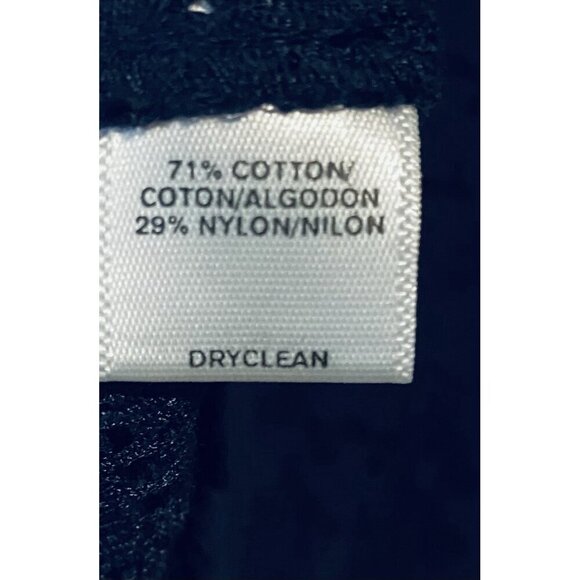 71% COTTON/
COTON/ALGODON
29% NYLON/NILON
DRYCLEAN